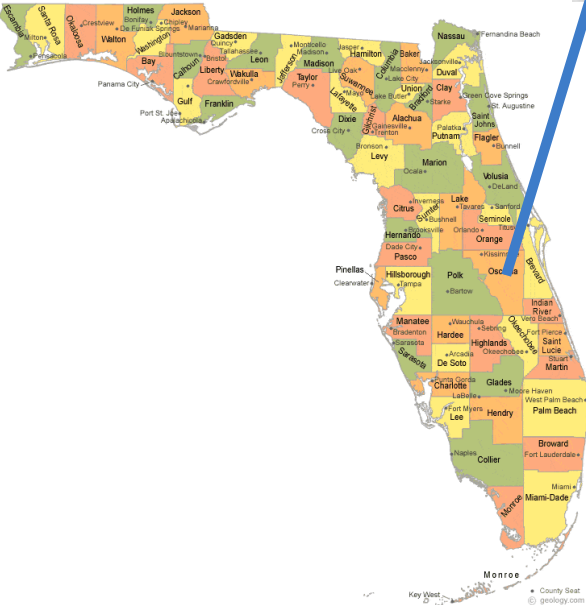 Escambia
Santa Rosa
Okaloosa
Milton
Pensacola
Crestview
Walton
Holmes
Bonifay
De Funiak Springs
Washington
Chipley
Jackson
Marianna
Bay
Panama City
Calhoun
Blountstown
Gulf
Port St. Joe
Apalachicola
Franklin
Liberty
Bristol
Gadsden
Quincy
Tallahassee
Leon
Wakulla
Crawfordville
Jefferson
Monticello
Madison
Madison
Taylor
Perry
Hamilton
Jasper
Live Oak
Suwannee
Mayo
Lafayette
Columbia
Lake City
Baker
Macclenny
Nassau
Fernandina Beach
Jacksonville
Duval
Union
Lake Butler
Bradford
Starke
Clay
Green Cove Springs
St. Augustine
Saint
Johns
Dixie
Cross City
Gilchrist
Trenton
Alachua
Gainesville
Palatka
Putnam
Flagler
Bunnell
Bronson
Levy
Marion
Ocala
Volusia
DeLand
Citrus
Inverness
Sumter
Bushnell
Lake
Tavares
Sanford
Seminole
Hernando
Brooksville
Orlando
Orange
Dade City
Pasco
Kissim
Pinellas
Clearwater
Hillsborough
Tampa
Polk
Bartow
Brevard
Manatee
Bradenton
Hardee
Wauchula
Highlands
Sebring
Okeechobee
Okeechobee
Indian
River
Vero Beach
Fort Pierce
Saint
Lucie
Stuart
Martin
Sarasota
Sarasota
De Soto
Arcadia
Charlotte
Punta Gorda
Glades
Moore Haven
LaBelle
Fort Myers
Lee
Hendry
West Palm Beach
Palm Beach
Collier
Naples
Broward
Fort Lauderdale
Monroe
Miami
Miami-Dade
Monroe
Key West
County Seat
© geology.com